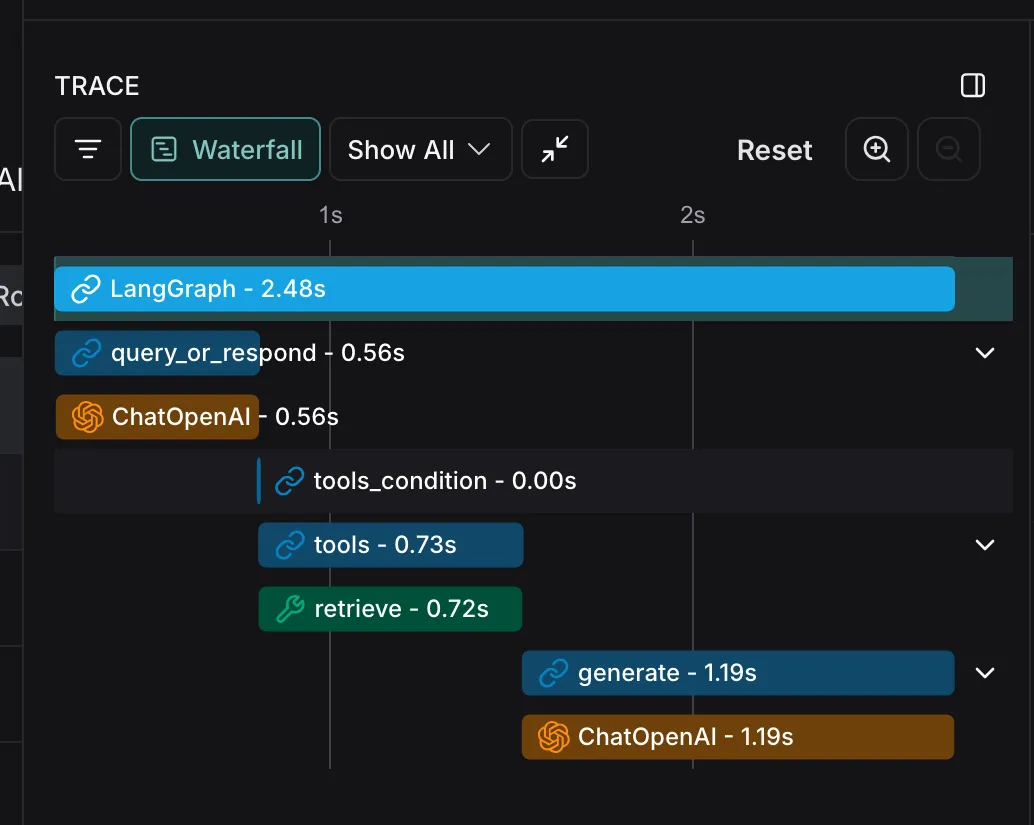 TRACE
Waterfall
Show All
Reset
AI
1s
2s
Ro
LangGraph - 2.48s
query_or_respond - 0.56s
ChatOpenAI - 0.56s
tools_condition - 0.00s
tools - 0.73s
retrieve - 0.72s
generate - 1.19s
ChatOpenAI - 1.19s